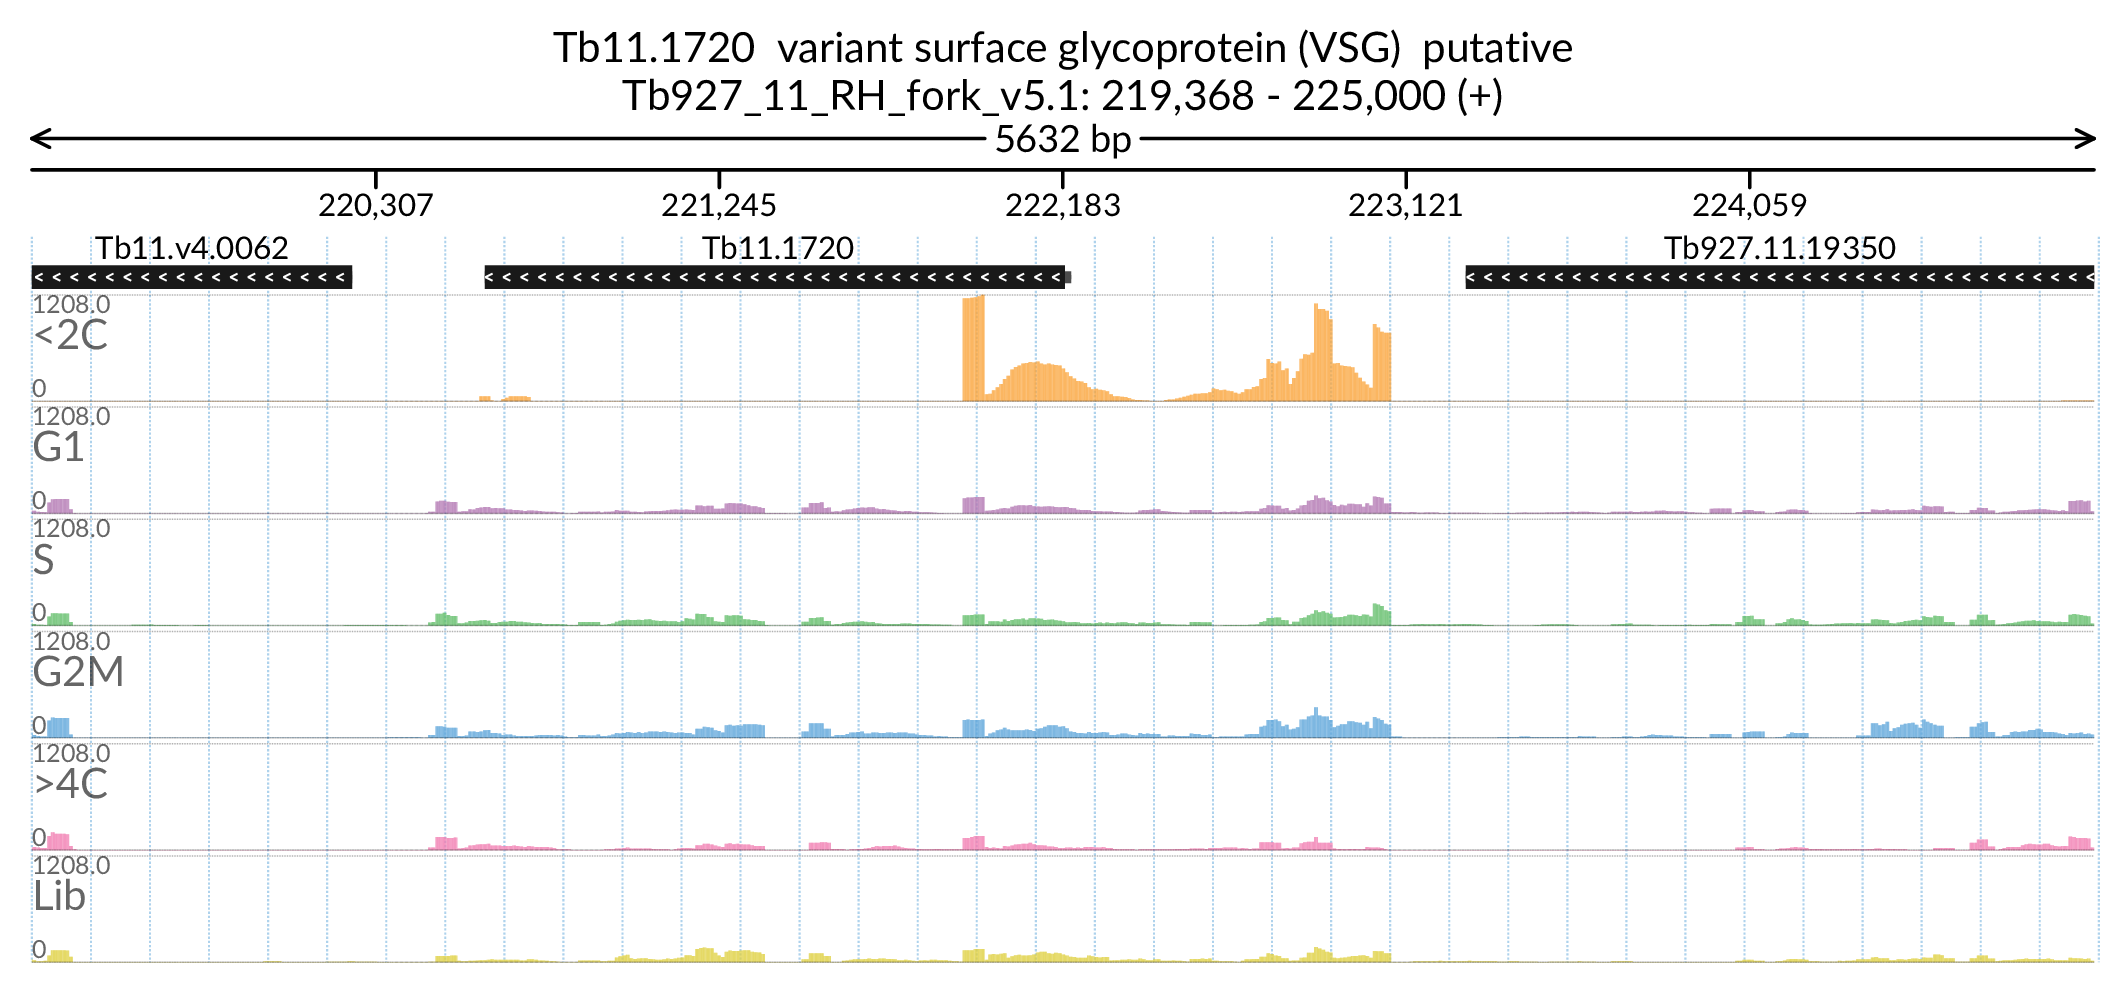 Tb11.1720  variant surface glycoprotein (VSG)  putative
Tb927_11_RH_fork_v5.1: 219,368 - 225,000 (+)
5632 bp
220,307 221,245 222,183 223,121 224,059
Tb11.v4.0062 Tb11.1720 Tb927.11.19350
1208.0
<2C
0
1208.0
G1
0
1208.0
S
0
1208.0
G2M
0
1208.0
>4C
0
1208.0
Lib
0